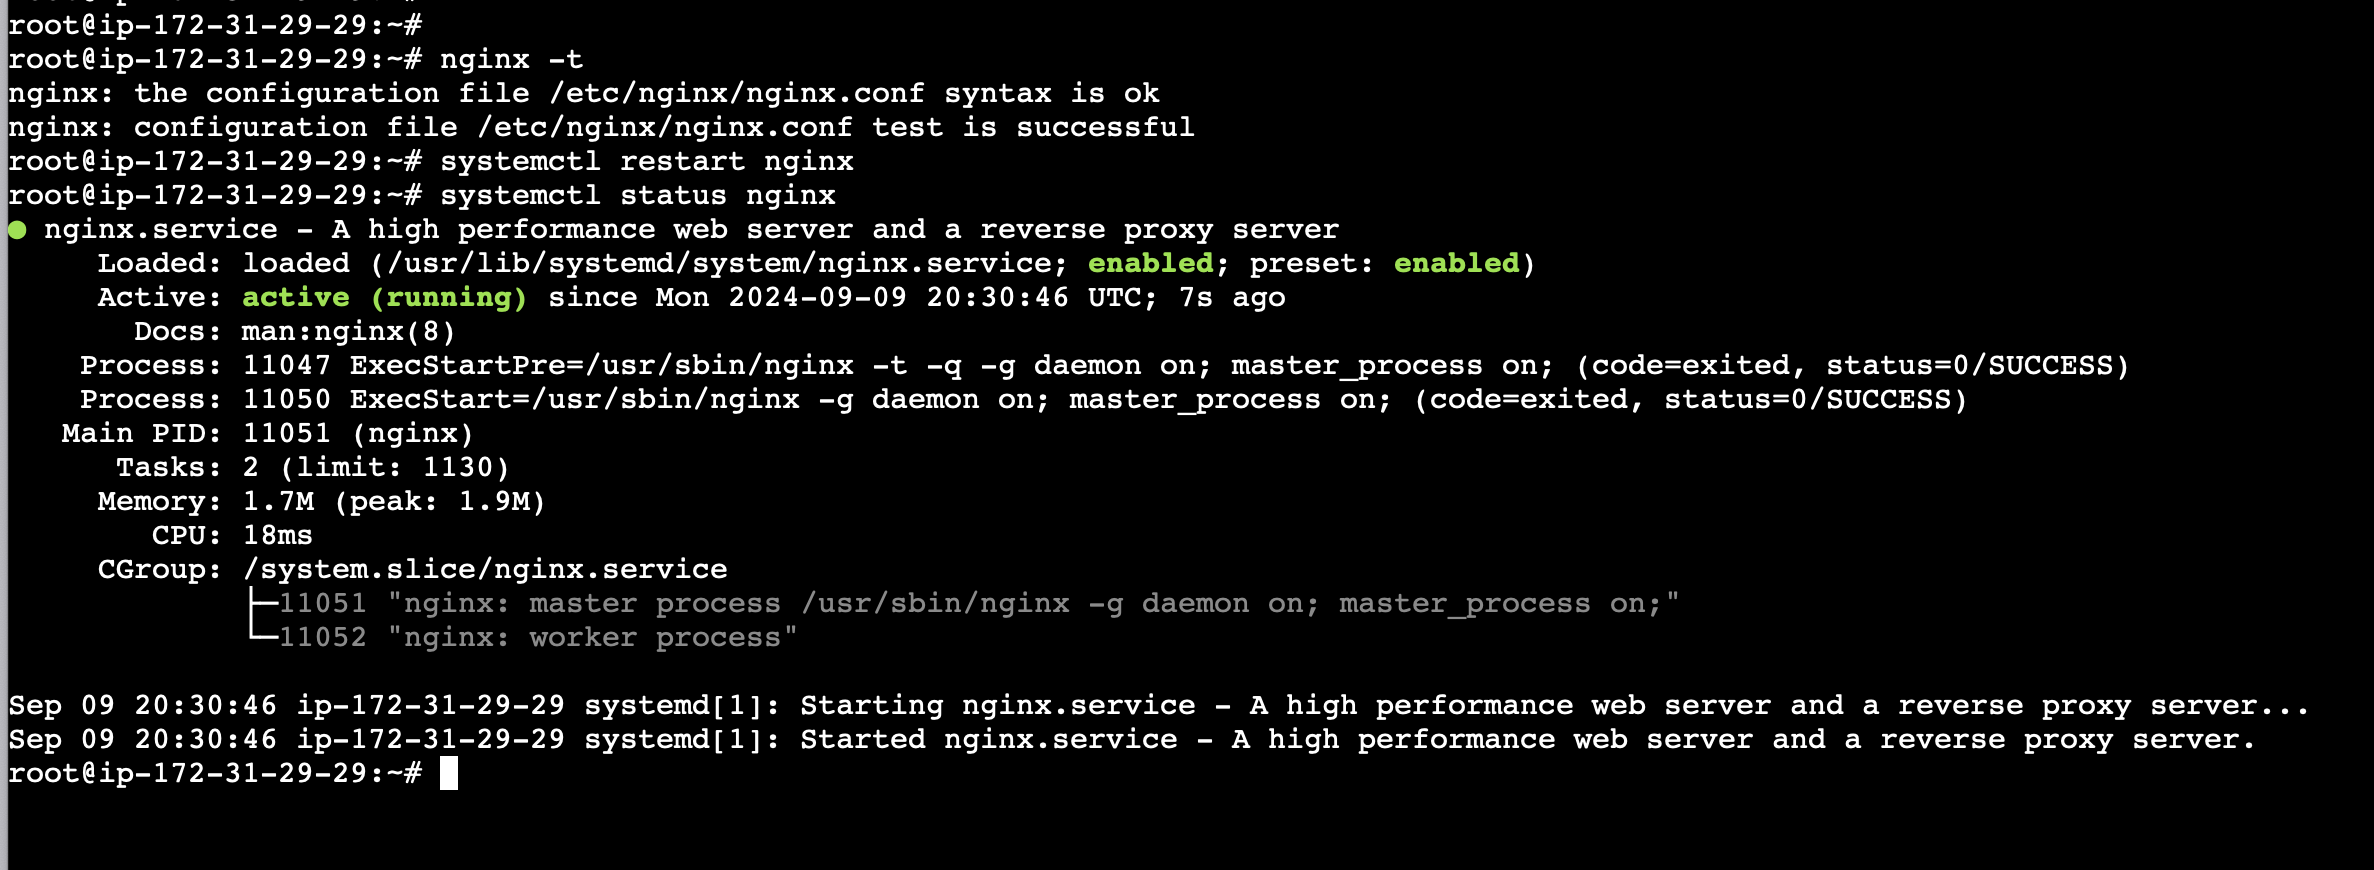 root@ip-172-31-29-29:~#
root@ip-172-31-29-29:~# nginx -t
nginx: the configuration file /etc/nginx/nginx.conf syntax is ok
nginx: configuration file /etc/nginx/nginx.conf test is successful
root@ip-172-31-29-29:~# systemctl restart nginx
root@ip-172-31-29-29:~# systemctl status nginx
● nginx.service - A high performance web server and a reverse proxy server
     Loaded: loaded (/usr/lib/systemd/system/nginx.service; enabled; preset: enabled)
     Active: active (running) since Mon 2024-09-09 20:30:46 UTC; 7s ago
       Docs: man:nginx(8)
    Process: 11047 ExecStartPre=/usr/sbin/nginx -t -q -g daemon on; master_process on; (code=exited, status=0/SUCCESS)
    Process: 11050 ExecStart=/usr/sbin/nginx -g daemon on; master_process on; (code=exited, status=0/SUCCESS)
   Main PID: 11051 (nginx)
      Tasks: 2 (limit: 1130)
     Memory: 1.7M (peak: 1.9M)
        CPU: 18ms
     CGroup: /system.slice/nginx.service
             ├─11051 "nginx: master process /usr/sbin/nginx -g daemon on; master_process on;"
             └─11052 "nginx: worker process"

Sep 09 20:30:46 ip-172-31-29-29 systemd[1]: Starting nginx.service - A high performance web server and a reverse proxy server...
Sep 09 20:30:46 ip-172-31-29-29 systemd[1]: Started nginx.service - A high performance web server and a reverse proxy server.
root@ip-172-31-29-29:~#